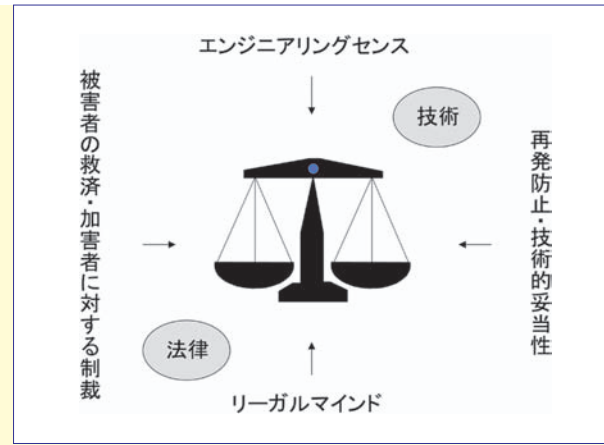 エンジニアリングセンス
技術
被害者の救済・加害者に対する制裁
再発防止・技術的妥当性
法律
リーガルマインド